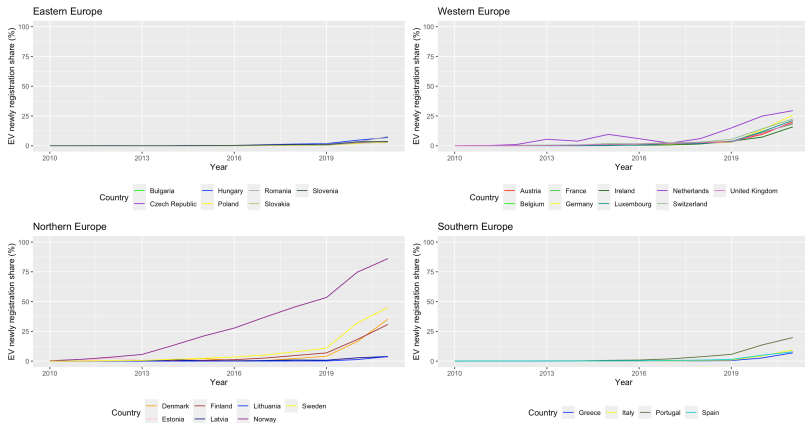 Eastern Europe
EV newly registration share (%)
100
75
50
25
0
2010 2013 2016 2019
Year
Country Bulgaria Hungary Romania Slovenia
Czech Republic Poland Slovakia
Western Europe
EV newly registration share (%)
100
75
50
25
0
2010 2013 2016 2019
Year
Country Austria France Ireland Netherlands United Kingdom
Belgium Germany Luxembourg Switzerland
Northern Europe
EV newly registration share (%)
100
75
50
25
0
2010 2013 2016 2019
Year
Country Denmark Finland Lithuania Sweden
Estonia Latvia Norway
Southern Europe
EV newly registration share (%)
100
75
50
25
0
2010 2013 2016 2019
Year
Country Greece Italy Portugal Spain